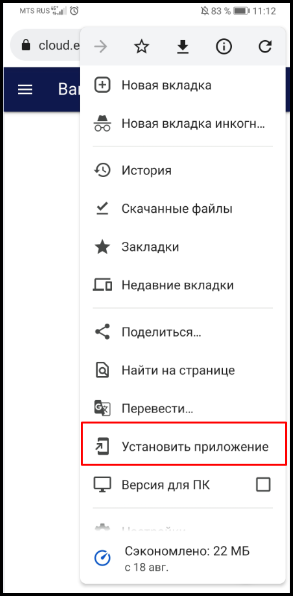 MTS RUS 83 % 11:12
cloud.e
Ва
Новая вкладка
Новая вкладка инкогн...
История
Скачанные файлы
Закладки
Недавние вкладки
Поделиться...
Найти на странице
Перевести...
Установить приложение
Версия для ПК
Настройки
Сэкономлено: 22 МБ
с 18 авг.